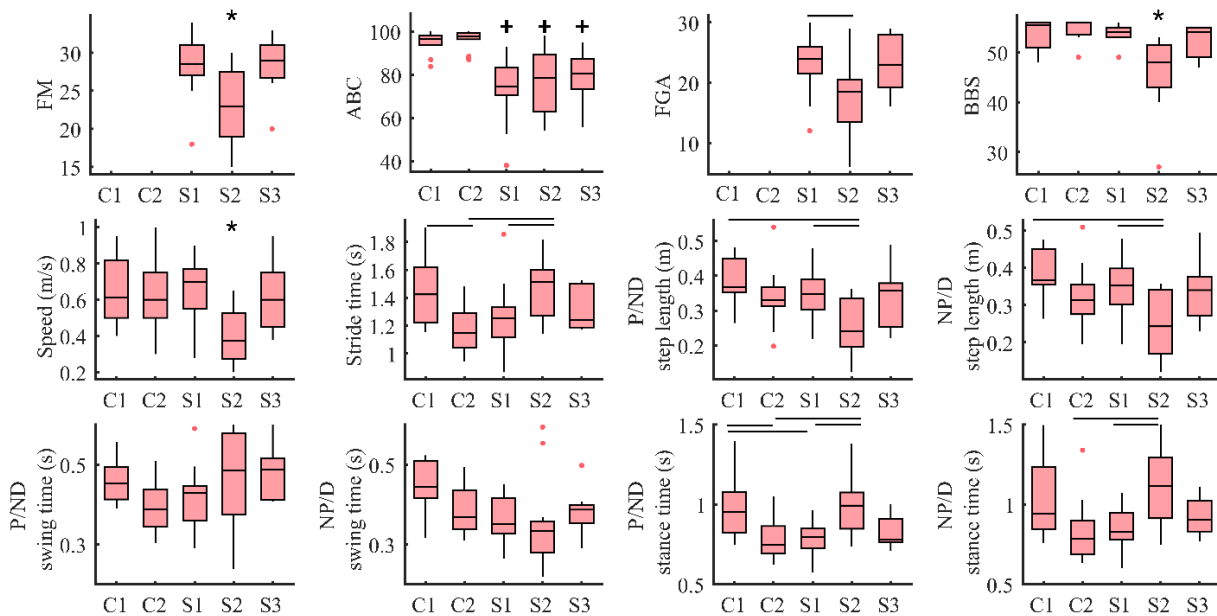 * + + + *
FM 30 25 20 15 C1 C2 S1 S2 S3
ABC 100 80 60 40 C1 C2 S1 S2 S3
FGA 30 20 10 C1 C2 S1 S2 S3
BBS 50 40 30 C1 C2 S1 S2 S3
*
Speed (m/s) 1 0.8 0.6 0.4 0.2 C1 C2 S1 S2 S3
Stride time (s) 1.8 1.6 1.4 1.2 1 C1 C2 S1 S2 S3
P/ND
step length (m) 0.5 0.4 0.3 0.2 C1 C2 S1 S2 S3
NP/D
step length (m) 0.5 0.4 0.3 0.2 C1 C2 S1 S2 S3
P/ND
swing time (s) 0.5 0.3 C1 C2 S1 S2 S3
NP/D
swing time (s) 0.5 0.3 C1 C2 S1 S2 S3
P/ND
stance time (s) 1.5 1 0.5 C1 C2 S1 S2 S3
NP/D
stance time (s) 1.5 1 0.5 C1 C2 S1 S2 S3